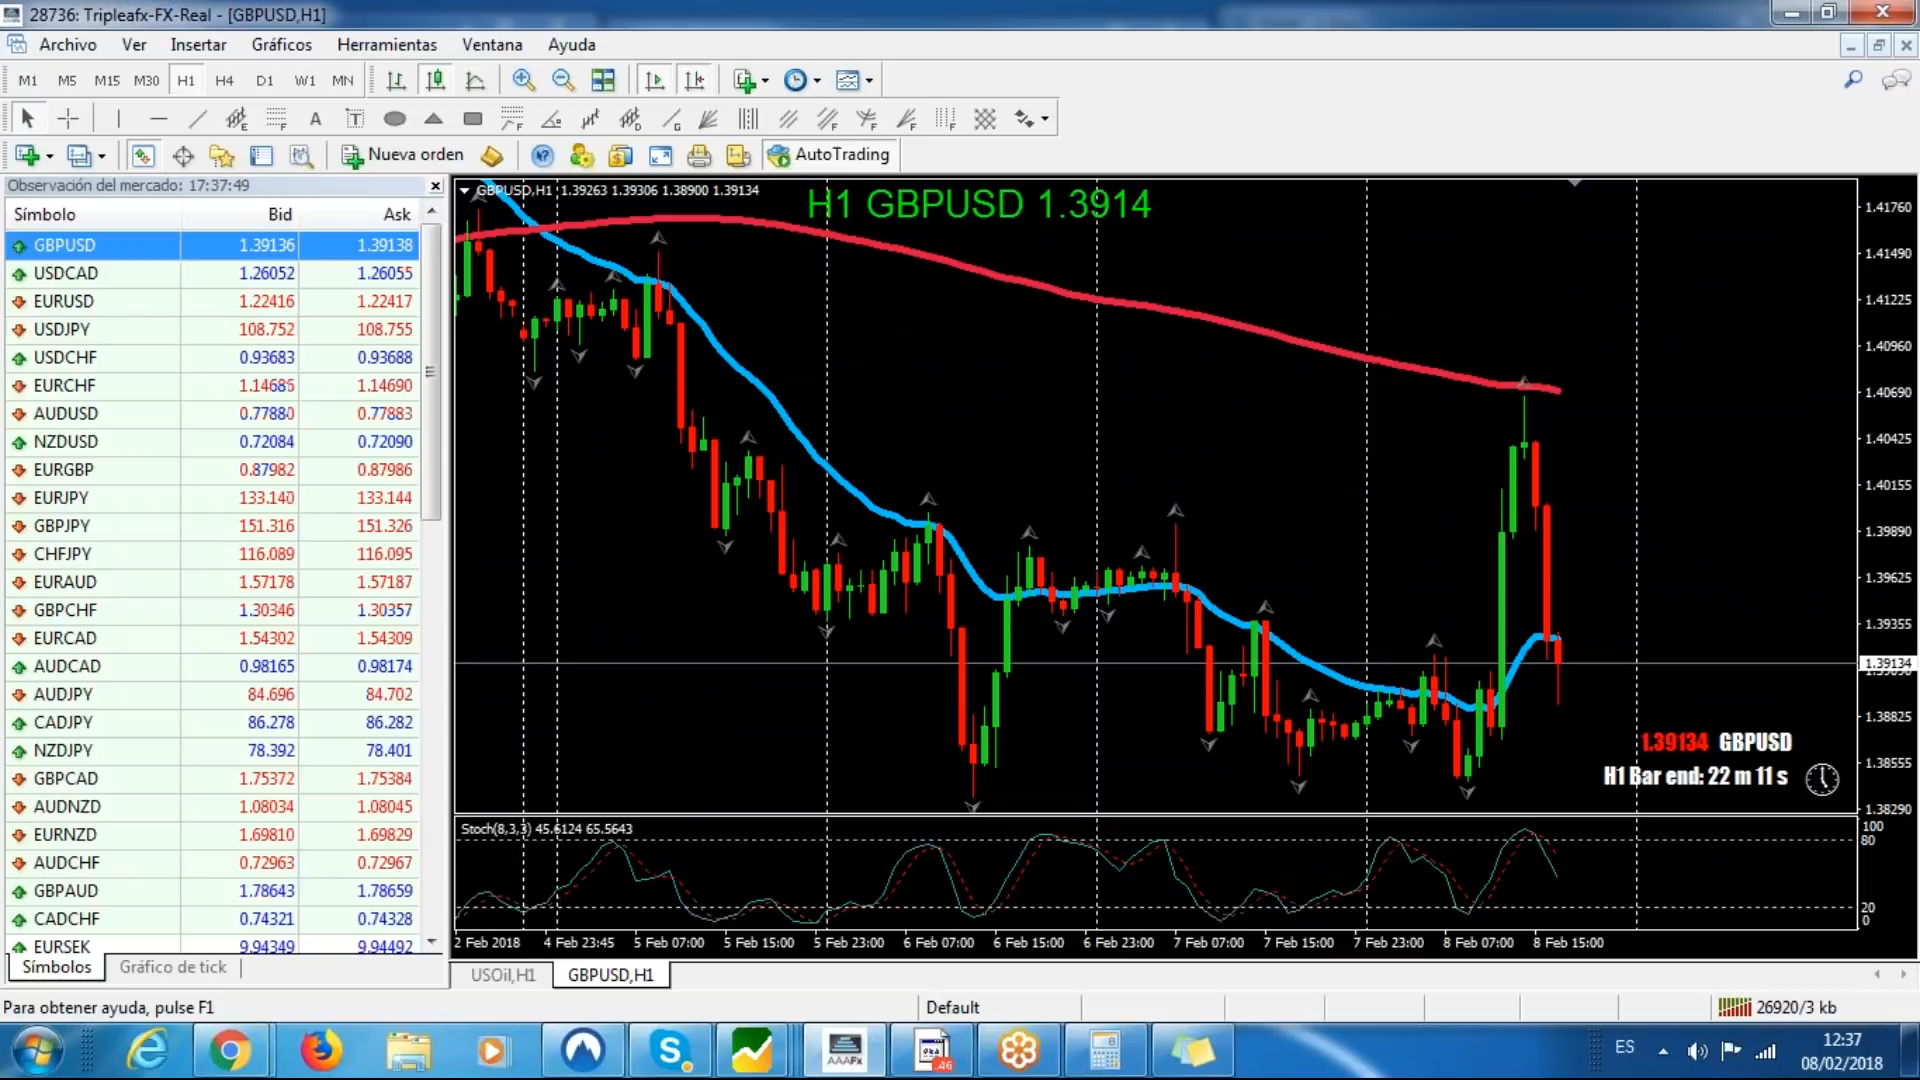 28736: Tripleafx-FX-Real - [GBPUSD,H1]
Archivo Ver Insertar Gráficos Herramientas Ventana Ayuda
M1 M5 M15 M30 H1 H4 D1 W1 MN
Nueva orden AutoTrading
Observación del mercado: 17:37:49
Símbolo Bid Ask
GBPUSD 1.39136 1.39138
USDCAD 1.26052 1.26055
EURUSD 1.22416 1.22417
USDJPY 108.752 108.755
USDCHF 0.93683 0.93688
EURCHF 1.14685 1.14690
AUDUSD 0.77880 0.77883
NZDUSD 0.72084 0.72090
EURGBP 0.87982 0.87986
EURJPY 133.140 133.144
GBPJPY 151.316 151.326
CHFJPY 116.089 116.095
EURAUD 1.57178 1.57187
GBPCHF 1.30346 1.30357
EURCAD 1.54302 1.54309
AUDCAD 0.98165 0.98174
AUDJPY 84.696 84.702
CADJPY 86.278 86.282
NZDJPY 78.392 78.401
GBPCAD 1.75372 1.75384
AUDNZD 1.08034 1.08045
EURNZD 1.69810 1.69829
AUDCHF 0.72963 0.72967
GBPAUD 1.78643 1.78659
CADCHF 0.74321 0.74328
EURSEK 9.94349 9.94492
Símbolos Gráfico de tick
GBPUSD,H1 1.39263 1.39306 1.38900 1.39134
H1 GBPUSD 1.3914
1.41760
1.41490
1.41225
1.40960
1.40690
1.40425
1.40155
1.39890
1.39625
1.39355
1.39134
1.38825
1.38555
1.38290
1.39134 GBPUSD
H1 Bar end: 22 m 11 s
Stoch(8,3,3) 45.6124 65.5643
100
80
20
0
2 Feb 2018 4 Feb 23:45 5 Feb 07:00 5 Feb 15:00 5 Feb 23:00 6 Feb 07:00 6 Feb 15:00 6 Feb 23:00 7 Feb 07:00 7 Feb 15:00 7 Feb 23:00 8 Feb 07:00 8 Feb 15:00
USOil,H1 GBPUSD,H1
Para obtener ayuda, pulse F1 Default 26920/3 kb
AAAFx
ES
12:37
08/02/2018